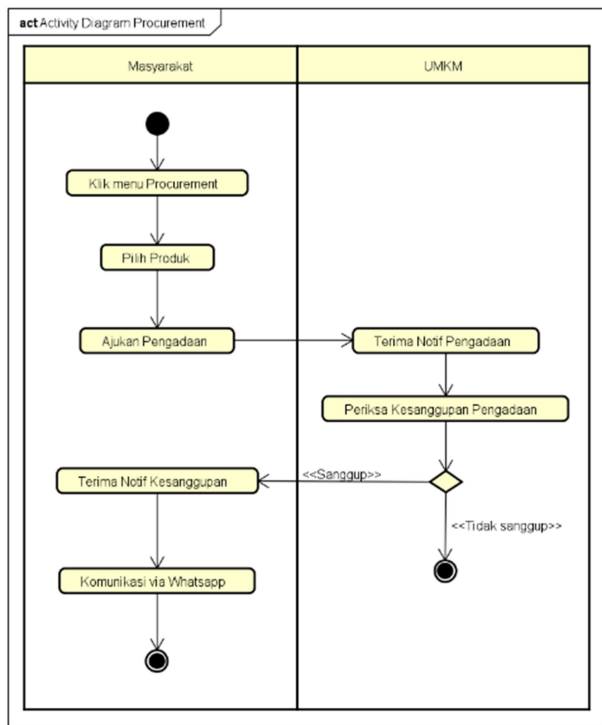 act Activity Diagram Procurement
Masyarakat
UMKM
Klik menu Procurement
Pilih Produk
Ajukan Pengadaan
Terima Notif Pengadaan
Periksa Kesanggupan Pengadaan
Terima Notif Kesanggupan
<<Sanggup>>
<<Tidak sanggup>>
Komunikasi via Whatsapp